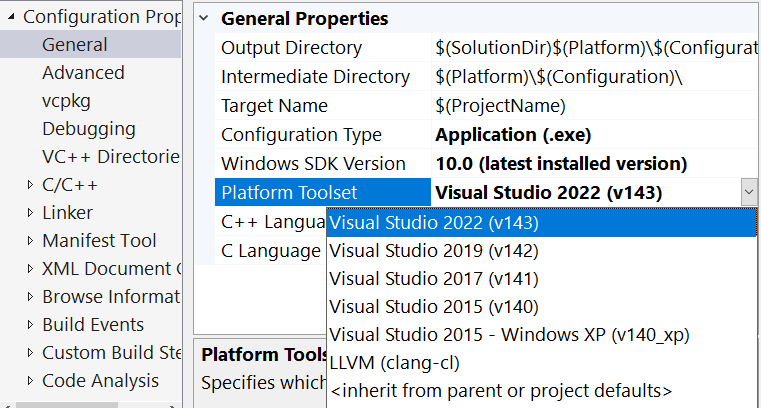 Configuration Prop
General
Advanced
vcpkg
Debugging
VC++ Directorie
C/C++
Linker
Manifest Tool
XML Document G
Browse Informat
Build Events
Custom Build Ste
Code Analysis
General Properties
Output Directory $(SolutionDir)$(Platform)\$(Configurat
Intermediate Directory $(Platform)\$(Configuration)\
Target Name $(ProjectName)
Configuration Type Application (.exe)
Windows SDK Version 10.0 (latest installed version)
Platform Toolset Visual Studio 2022 (v143)
C++ Langua
C Language
Visual Studio 2022 (v143)
Visual Studio 2019 (v142)
Visual Studio 2017 (v141)
Visual Studio 2015 (v140)
Visual Studio 2015 - Windows XP (v140_xp)
LLVM (clang-cl)
<inherit from parent or project defaults>
Platform Tools
Specifies which